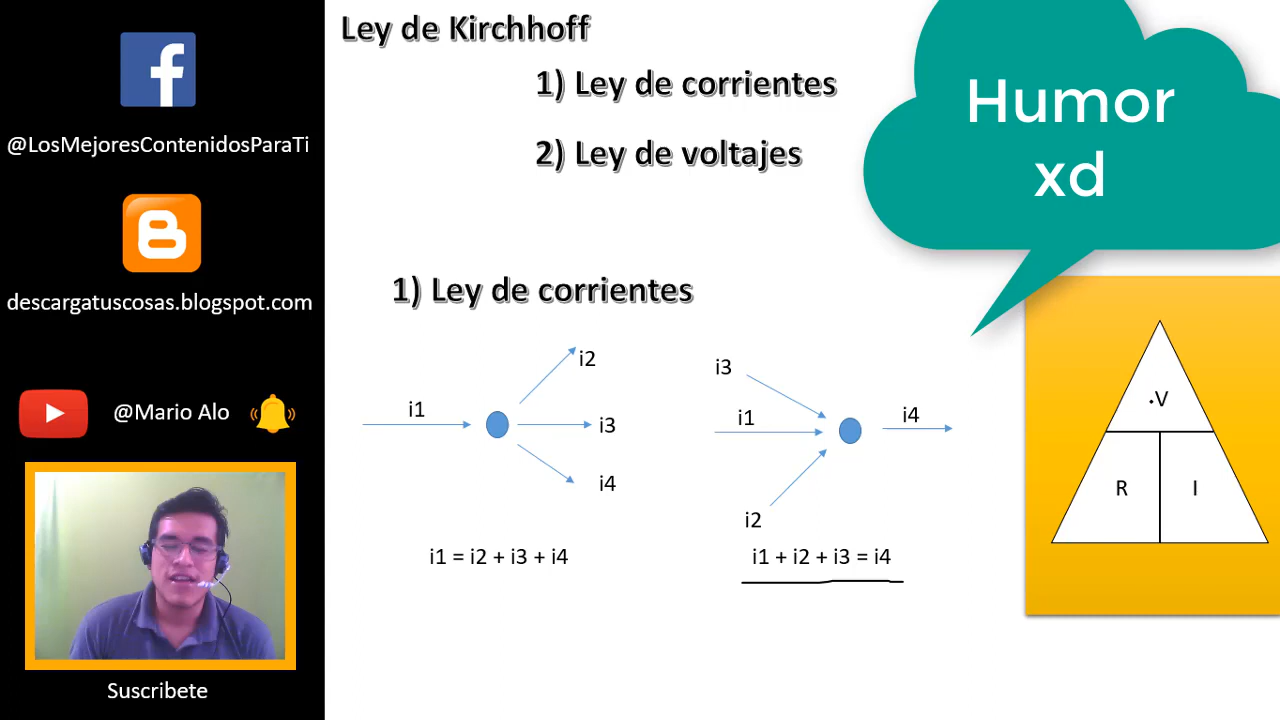 @LosMejoresContenidosParaTi
descargatuscosas.blogspot.com
@Mario Alo
Suscribete
Ley de Kirchhoff
1) Ley de corrientes
2) Ley de voltajes
Humor
xd
1) Ley de corrientes
i1
i2
i3
i4
i1 = i2 + i3 + i4
i3
i1
i2
i4
i1 + i2 + i3 = i4
V
R
I